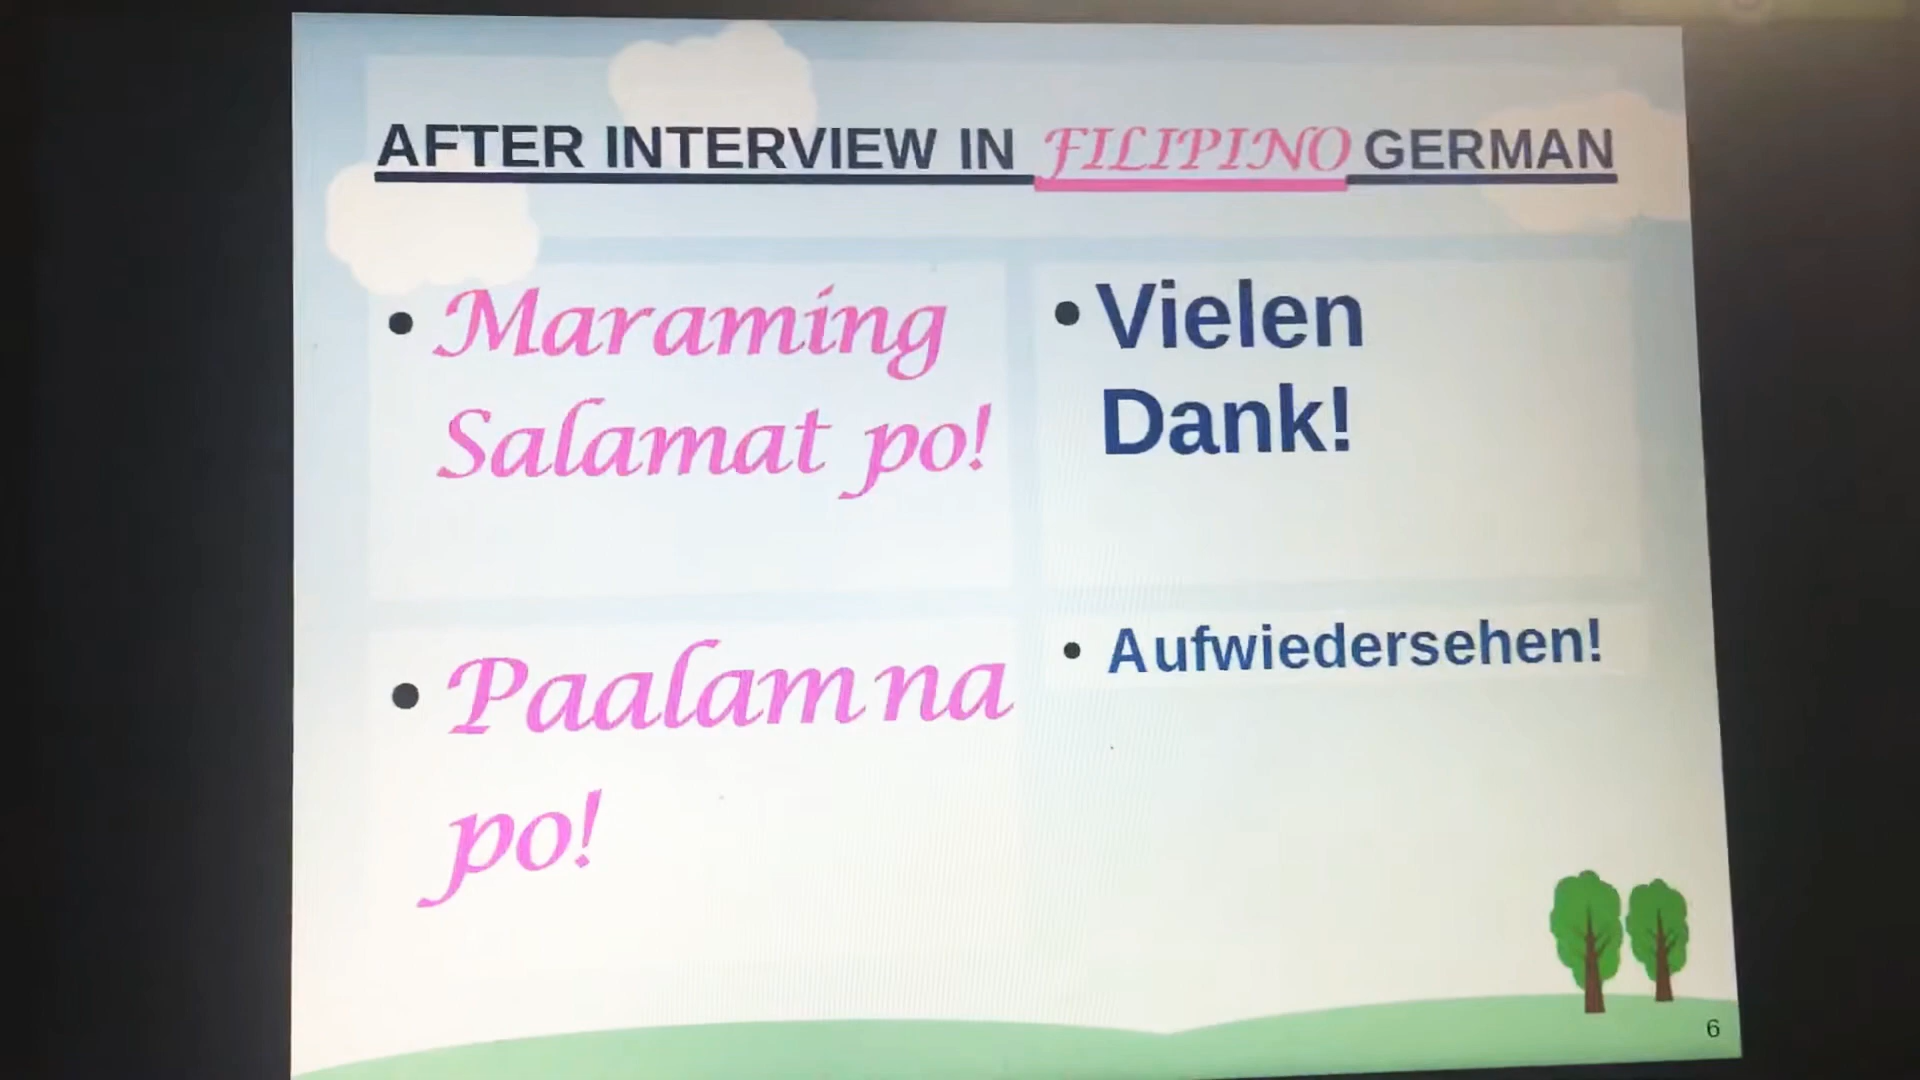 AFTER INTERVIEW IN FILIPINO GERMAN
• Maraming
Salamat po!
• Vielen
Dank!
• Paalam na
po!
• Aufwiedersehen!
6